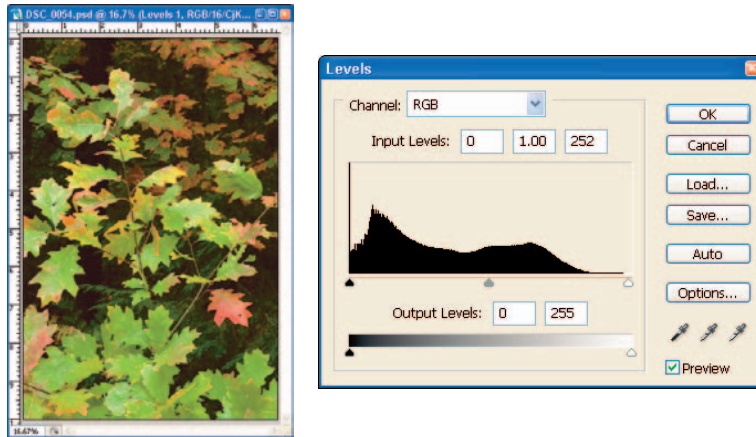 DSC_0054.psd @ 16.7% (Levels 1, RGB/16/CjK...
16.67%
Levels
Channel: RGB
Input Levels: 0 1.00 252
Output Levels: 0 255
OK
Cancel
Load...
Save...
Auto
Options...
Preview